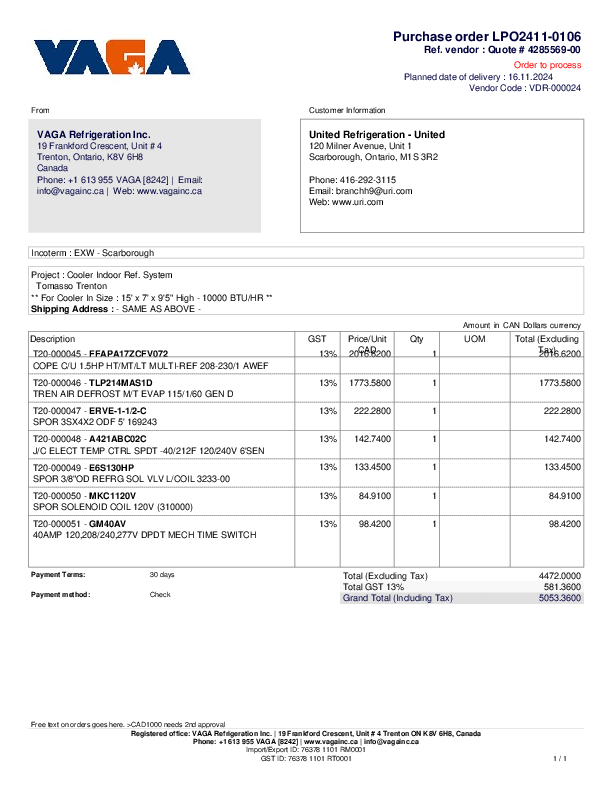 VAGA
Purchase order LPO2411-0106
Ref. vendor : Quote # 4285569-00
Order to process
Planned date of delivery : 16.11.2024
Vendor Code : VDR-000024
From
Customer Information
VAGA Refrigeration Inc.
19 Frankford Crescent, Unit # 4
Trenton, Ontario, K8V 6H8
Canada
Phone: +1 613 955 VAGA [8242] | Email:
info@vagainc.ca | Web: www.vagainc.ca
United Refrigeration - United
120 Milner Avenue, Unit 1
Scarborough, Ontario, M1S 3R2
Phone: 416-292-3115
Email: branchh9@uri.com
Web: www.uri.com
Incoterm : EXW - Scarborough
Project : Cooler Indoor Ref. System
Tomasso Trenton
** For Cooler In Size : 15' x 7' x 9'5" High - 10000 BTU/HR **
Shipping Address : - SAME AS ABOVE -
Amount in CAN Dollars currency
Description GST Price/Unit CAD Qty UOM Total (Excluding Tax)
T20-000045 - FFAPA17ZCFV072 13% 2016.6200 1 2016.6200
COPE C/U 1.5HP HT/MT/LT MULTI-REF 208-230/1 AWEF
T20-000046 - TLP214MAS1D 13% 1773.5800 1 1773.5800
TREN AIR DEFROST M/T EVAP 115/1/60 GEN D
T20-000047 - ERVE-1-1/2-C 13% 222.2800 1 222.2800
SPOR 3SX4X2 ODF 5' 169243
T20-000048 - A421ABC02C 13% 142.7400 1 142.7400
J/C ELECT TEMP CTRL SPDT -40/212F 120/240V 6'SEN
T20-000049 - E6S130HP 13% 133.4500 1 133.4500
SPOR 3/8"OD REFRG SOL VLV L/COIL 3233-00
T20-000050 - MKC1120V 13% 84.9100 1 84.9100
SPOR SOLENOID COIL 120V (310000)
T20-000051 - GM40AV 13% 98.4200 1 98.4200
40AMP 120,208/240,277V DPDT MECH TIME SWITCH
Payment Terms: 30 days
Payment method: Check
Total (Excluding Tax) 4472.0000
Total GST 13% 581.3600
Grand Total (Including Tax) 5053.3600
Free text on orders goes here. >CAD1000 needs 2nd approval
Registered office: VAGA Refrigeration Inc. | 19 Frankford Crescent, Unit # 4 Trenton ON K8V 6H8, Canada
Phone: +1 613 955 VAGA [8242] | www.vagainc.ca | info@vagainc.ca
Import/Export ID: 76378 1101 RM0001
GST ID: 76378 1101 RT0001
1 / 1